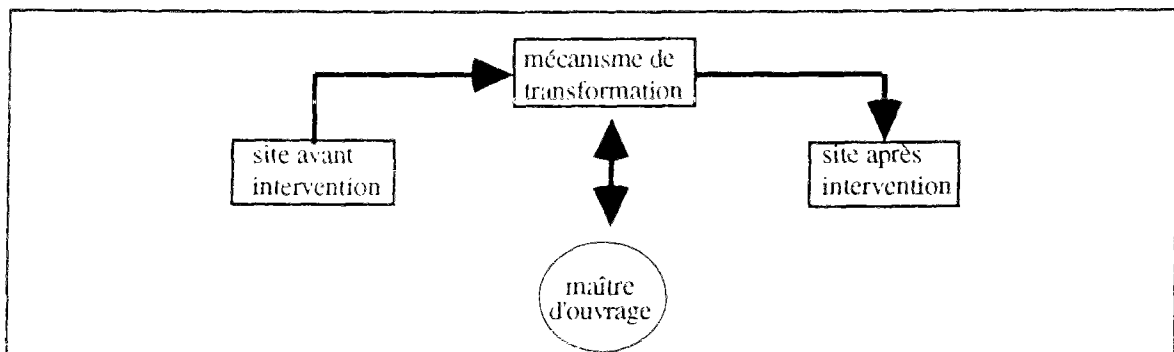 mécanisme de
transformation
site avant
intervention
site après
intervention
maître
d'ouvrage